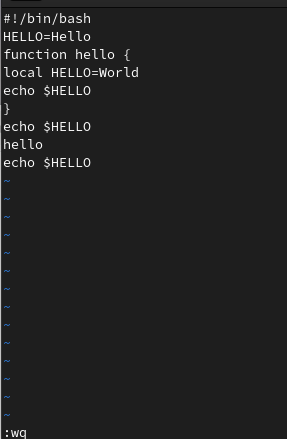 #!/bin/bash
HELLO=Hello
function hello {
local HELLO=World
echo $HELLO
}
echo $HELLO
hello
echo $HELLO
~
~
~
~
~
~
~
~
~
~
~
~
~
~
:wq